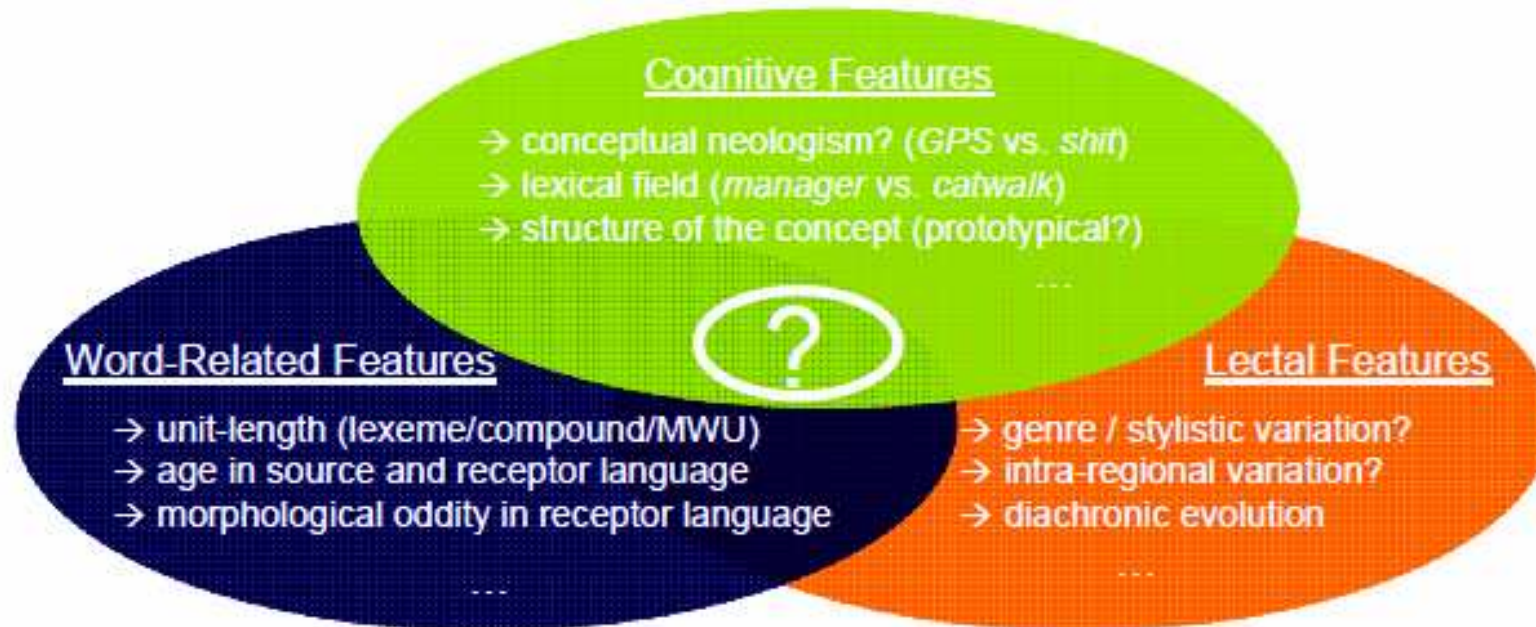 Cognitive Features
→ conceptual neologism? (GPS vs. shit)
→ lexical field (manager vs. catwalk)
→ structure of the concept (prototypical?)
...
?
Word-Related Features
→ unit-length (lexeme/compound/MWU)
→ age in source and receptor language
→ morphological oddity in receptor language
...
Lectal Features
→ genre / stylistic variation?
→ intra-regional variation?
→ diachronic evolution
...